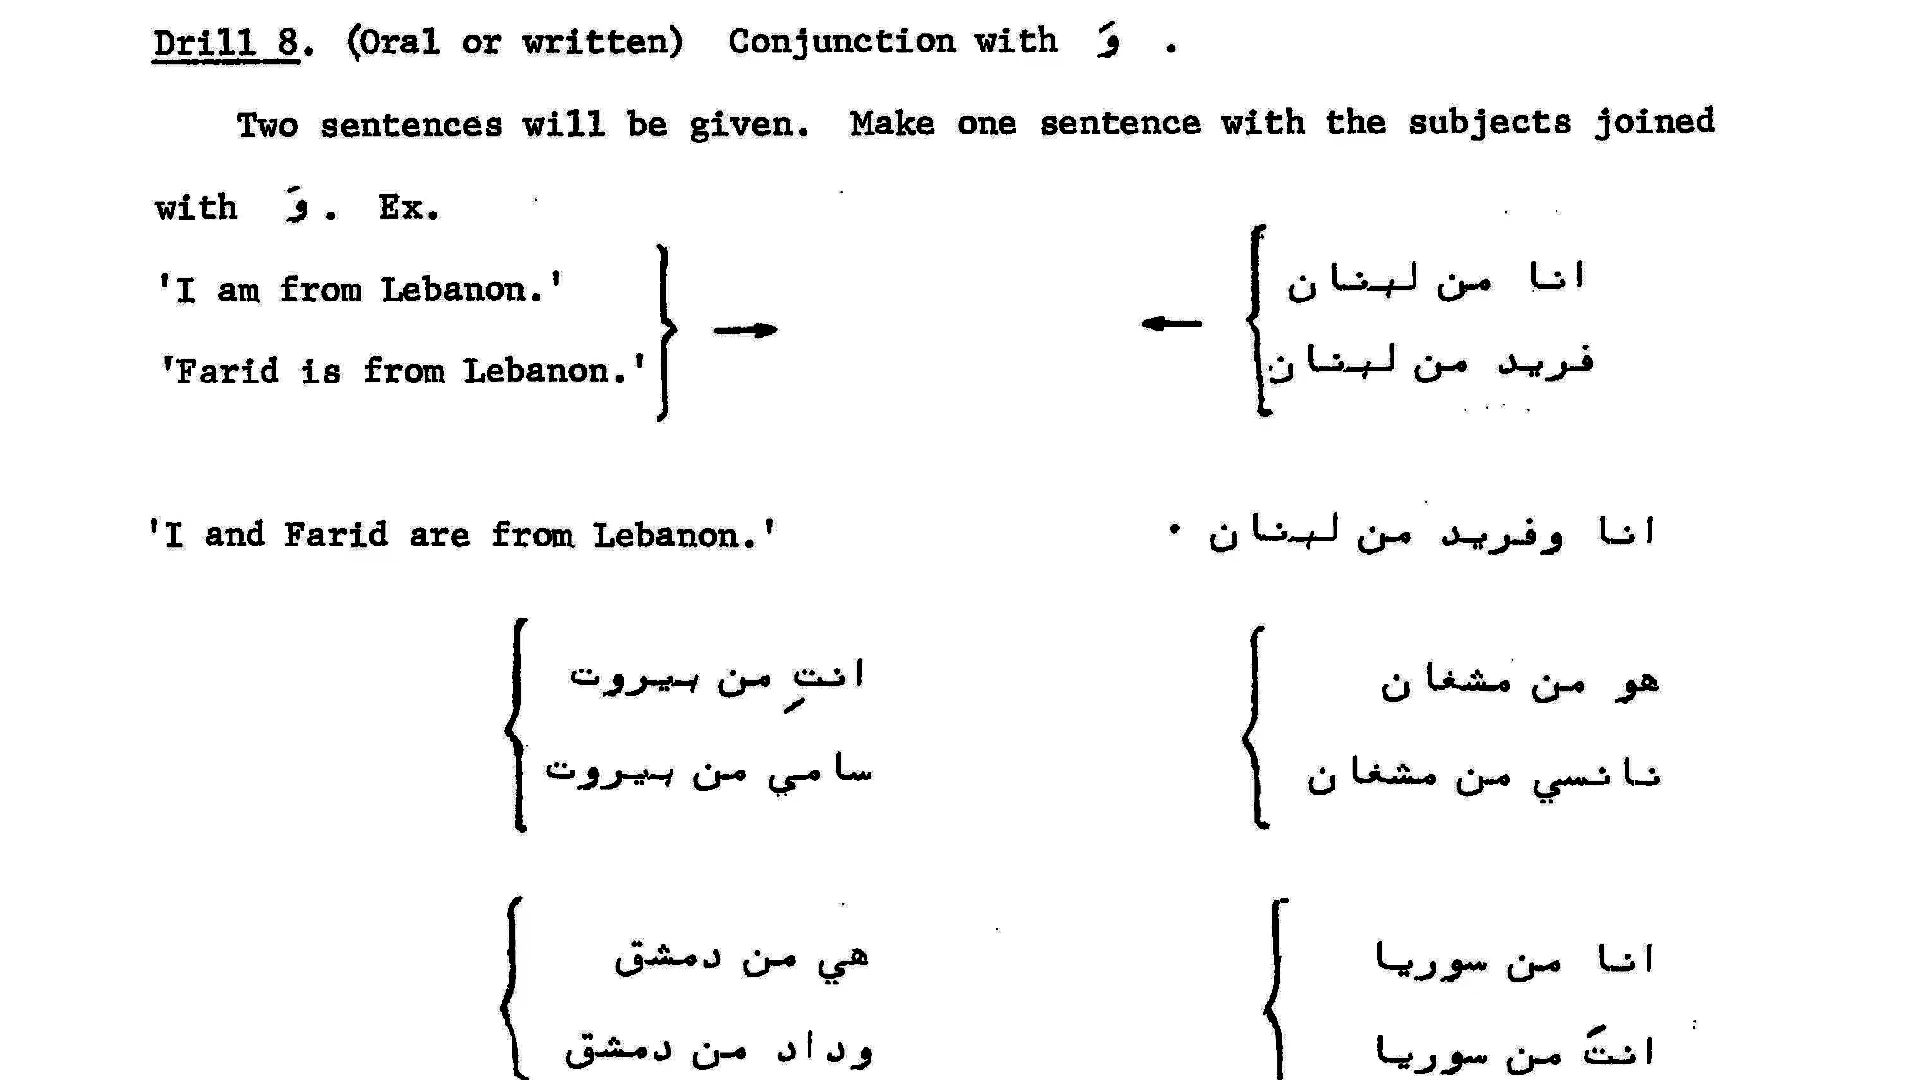 Drill 8. (Oral or written) Conjunction with وَ .
Two sentences will be given. Make one sentence with the subjects joined
with وَ . Ex.
'I am from Lebanon.'
'Farid is from Lebanon.'
انا من لبنان
فريد من لبنان
'I and Farid are from Lebanon.'
انا وفريد من لبنان .
هو من مشغان
نانسي من مشغان
انتِ من بيروت
سامي من بيروت
انا من سوريا
انتَ من سوريا
هي من دمشق
وداد من دمشق